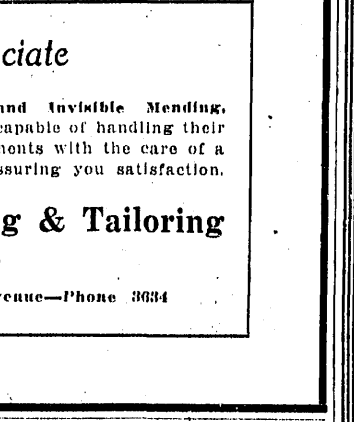 ciate
and Invisible Mending,
capable of handling their
ments with the care of a
ssuring you satisfaction.
g & Tailoring
venue—Phone 3634